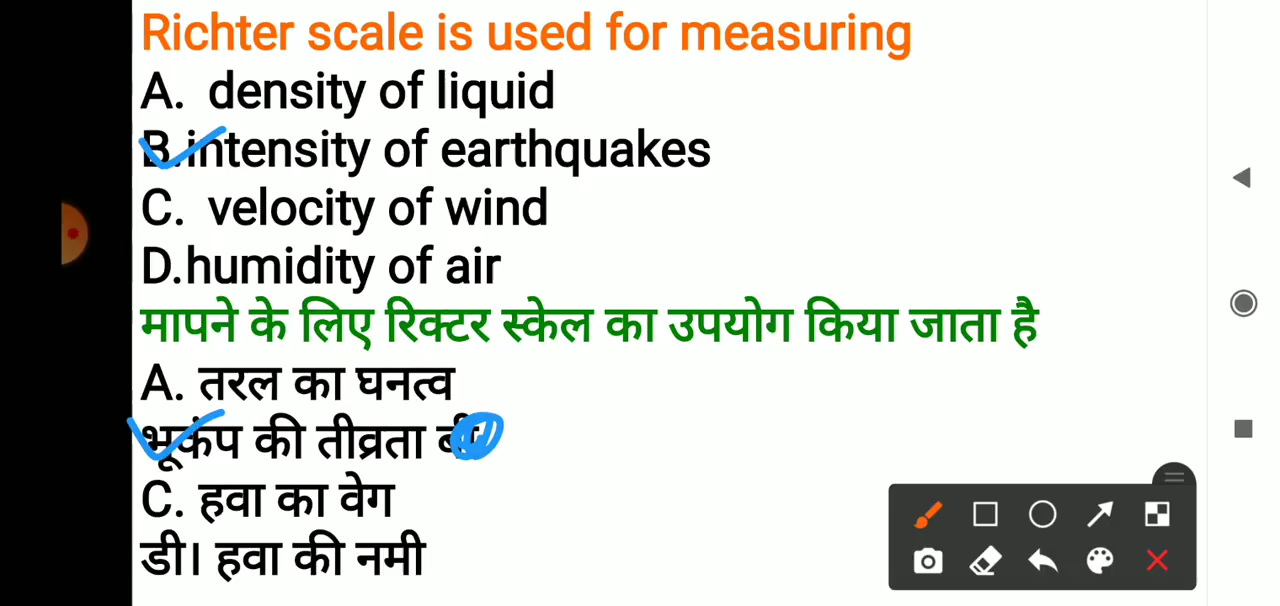 Richter scale is used for measuring
A. density of liquid
B.intensity of earthquakes
C. velocity of wind
D.humidity of air
मापने के लिए रिक्टर स्केल का उपयोग किया जाता है
A. तरल का घनत्व
भूकंप की तीव्रता बी
C. हवा का वेग
डी। हवा की नमी